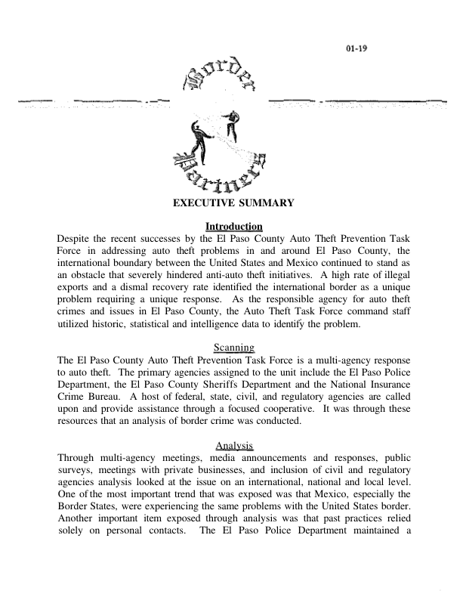 01-19
Border
Partners
EXECUTIVE SUMMARY
Introduction
Despite the recent successes by the El Paso County Auto Theft Prevention Task
Force in addressing auto theft problems in and around El Paso County, the
international boundary between the United States and Mexico continued to stand as
an obstacle that severely hindered anti-auto theft initiatives. A high rate of illegal
exports and a dismal recovery rate identified the international border as a unique
problem requiring a unique response. As the responsible agency for auto theft
crimes and issues in El Paso County, the Auto Theft Task Force command staff
utilized historic, statistical and intelligence data to identify the problem.
Scanning
The El Paso County Auto Theft Prevention Task Force is a multi-agency response
to auto theft. The primary agencies assigned to the unit include the El Paso Police
Department, the El Paso County Sheriffs Department and the National Insurance
Crime Bureau. A host of federal, state, civil, and regulatory agencies are called
upon and provide assistance through a focused cooperative. It was through these
resources that an analysis of border crime was conducted.
Analysis
Through multi-agency meetings, media announcements and responses, public
surveys, meetings with private businesses, and inclusion of civil and regulatory
agencies analysis looked at the issue on an international, national and local level.
One of the most important trend that was exposed was that Mexico, especially the
Border States, were experiencing the same problems with the United States border.
Another important item exposed through analysis was that past practices relied
solely on personal contacts. The El Paso Police Department maintained a